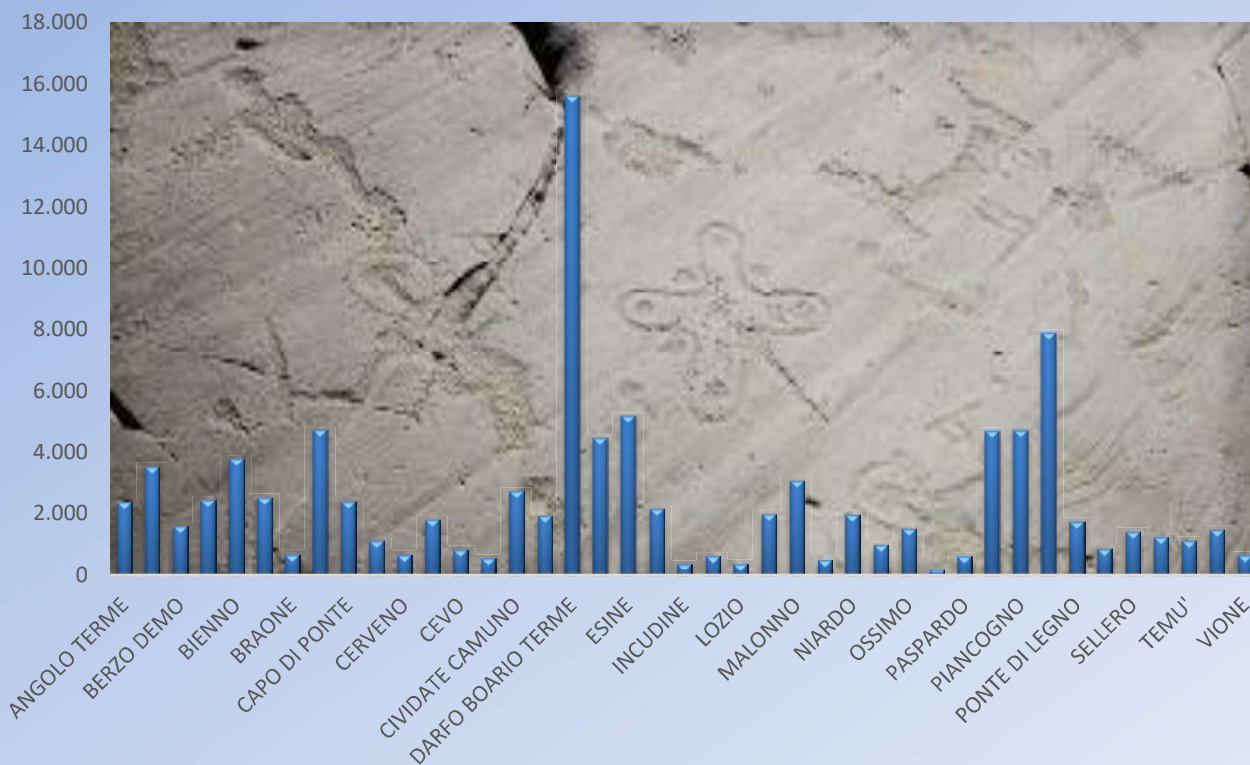 18.000
16.000
14.000
12.000
10.000
8.000
6.000
4.000
2.000
0
ANGOLO TERME
BERZO DEMO
BIENNO
BRAONE
CAPO DI PONTE
CERVENO
CEVO
CIVIDATE CAMUNO
DARFO BOARIO TERME
ESINE
INCUDINE
LOZIO
MALONNO
NIARDO
OSSIMO
PASPARDO
PIANCOGNO
PONTE DI LEGNO
SELLERO
TEMU'
VIONE